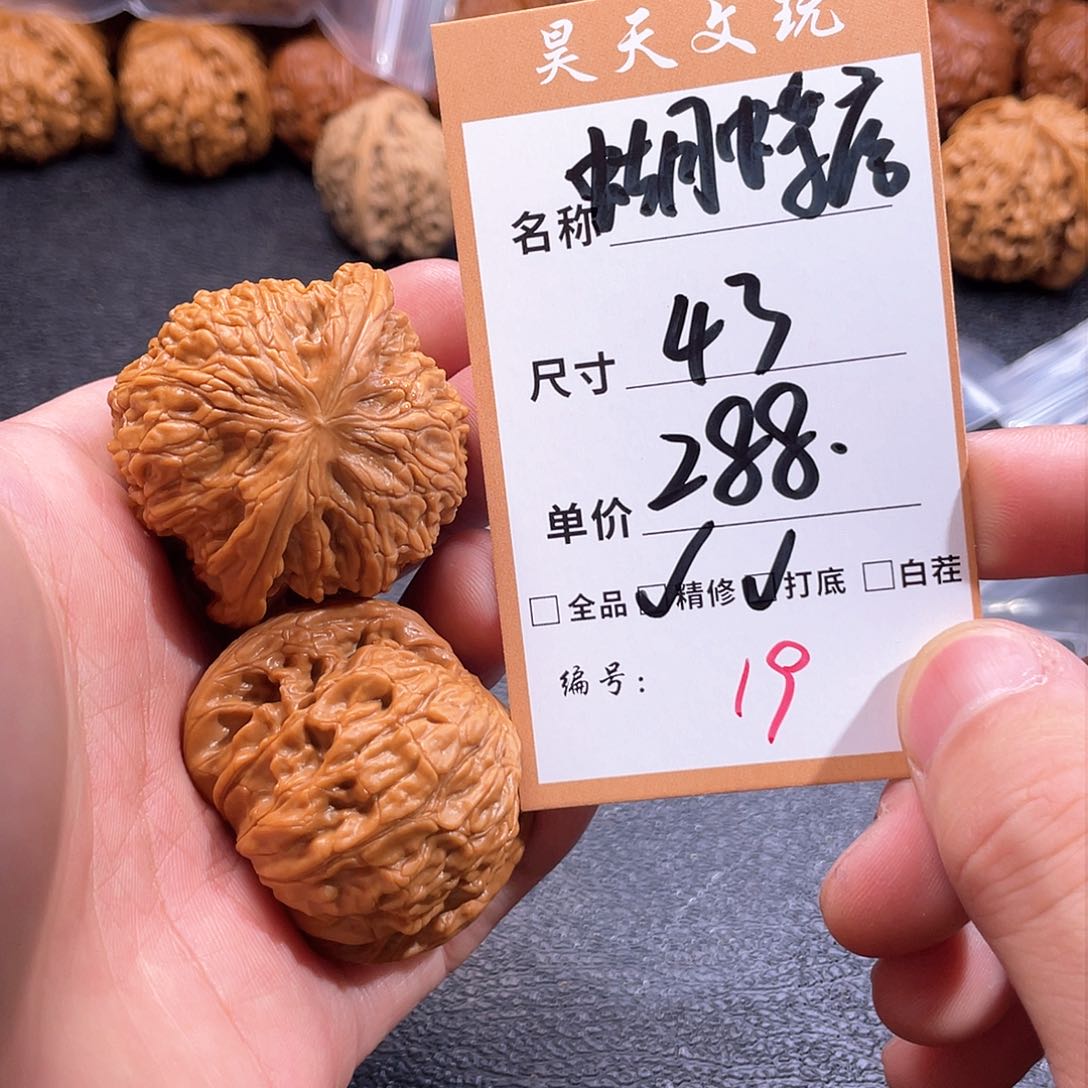 昊天文玩
名称 蝴蝶
尺寸 43
单价 288.
□ 全品 ☑ 精修 ☑ 打底 □ 白茬
编号： 19